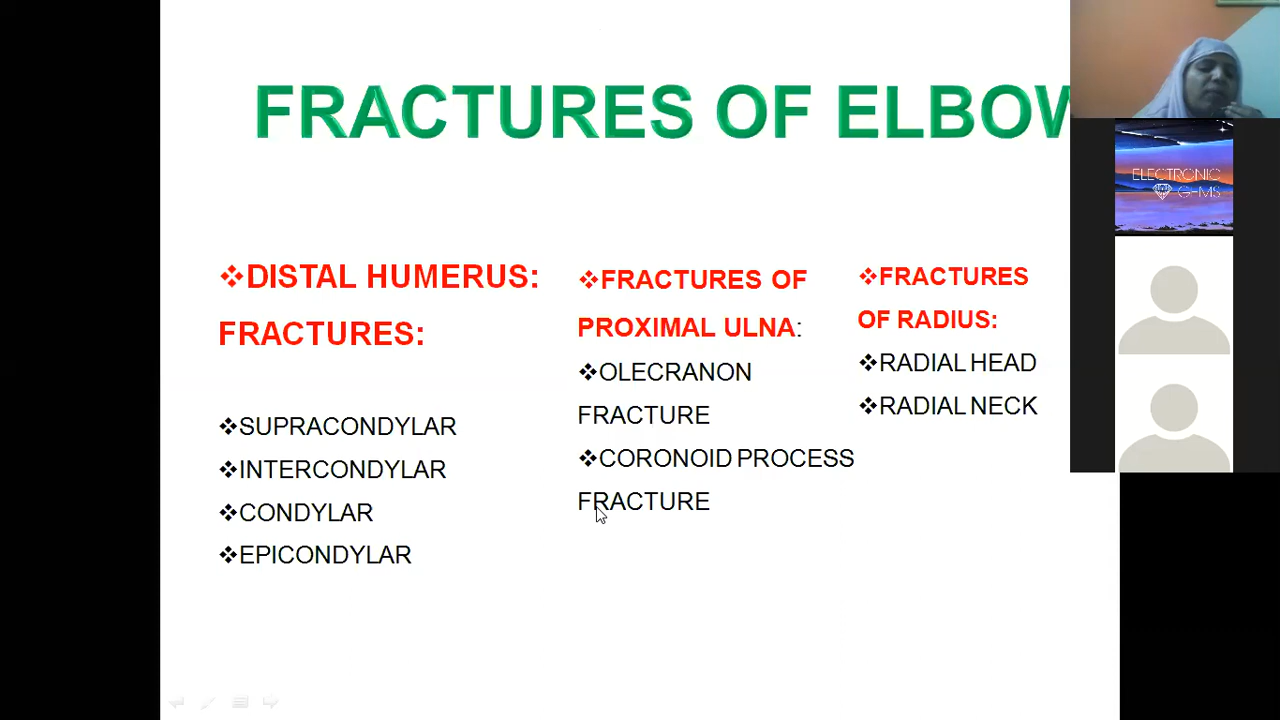 FRACTURES OF ELBOW
ELECTRONIC
GEMS
❖DISTAL HUMERUS:
FRACTURES:
❖SUPRACONDYLAR
❖INTERCONDYLAR
❖CONDYLAR
❖EPICONDYLAR
❖FRACTURES OF
PROXIMAL ULNA:
❖OLECRANON
FRACTURE
❖CORONOID PROCESS
FRACTURE
❖FRACTURES
OF RADIUS:
❖RADIAL HEAD
❖RADIAL NECK